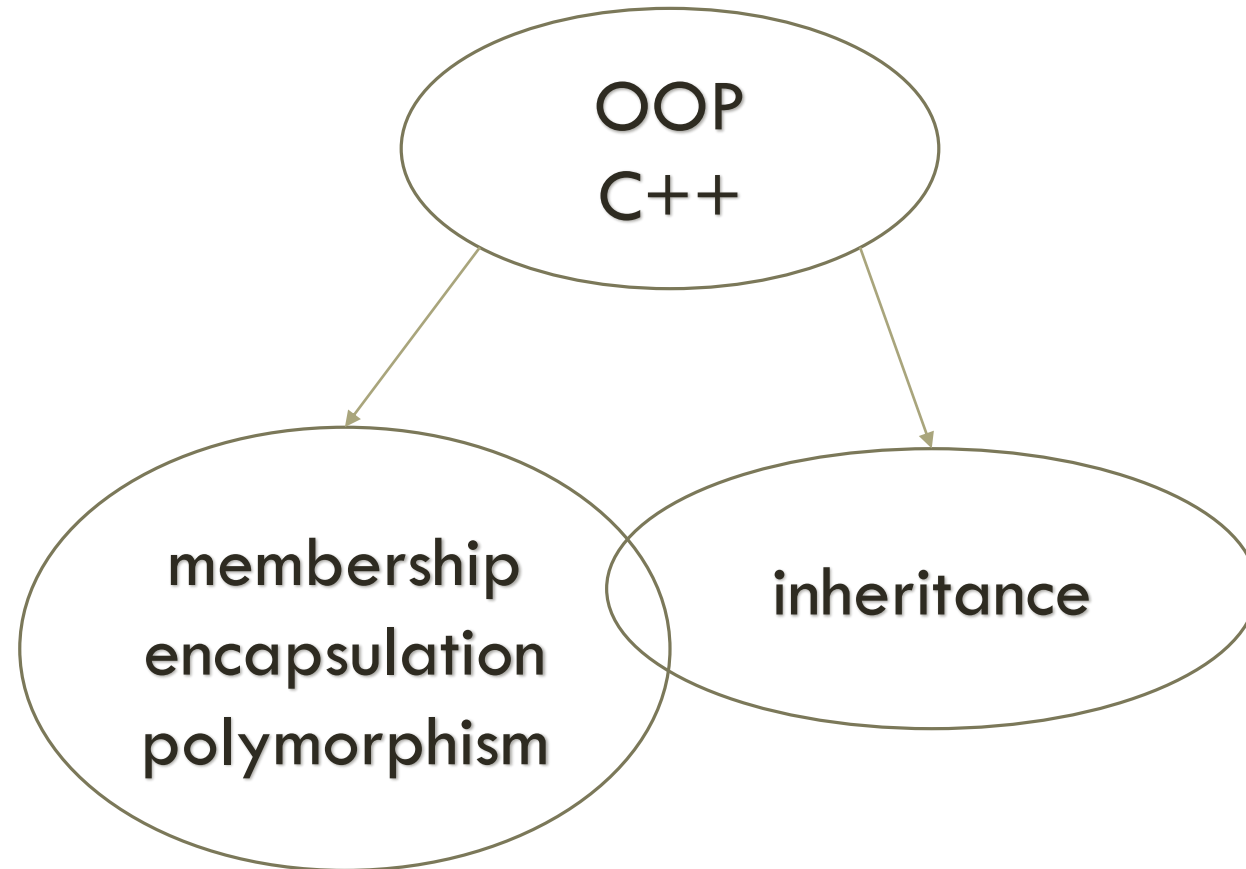 OOP
C++
membership
encapsulation
polymorphism
inheritance